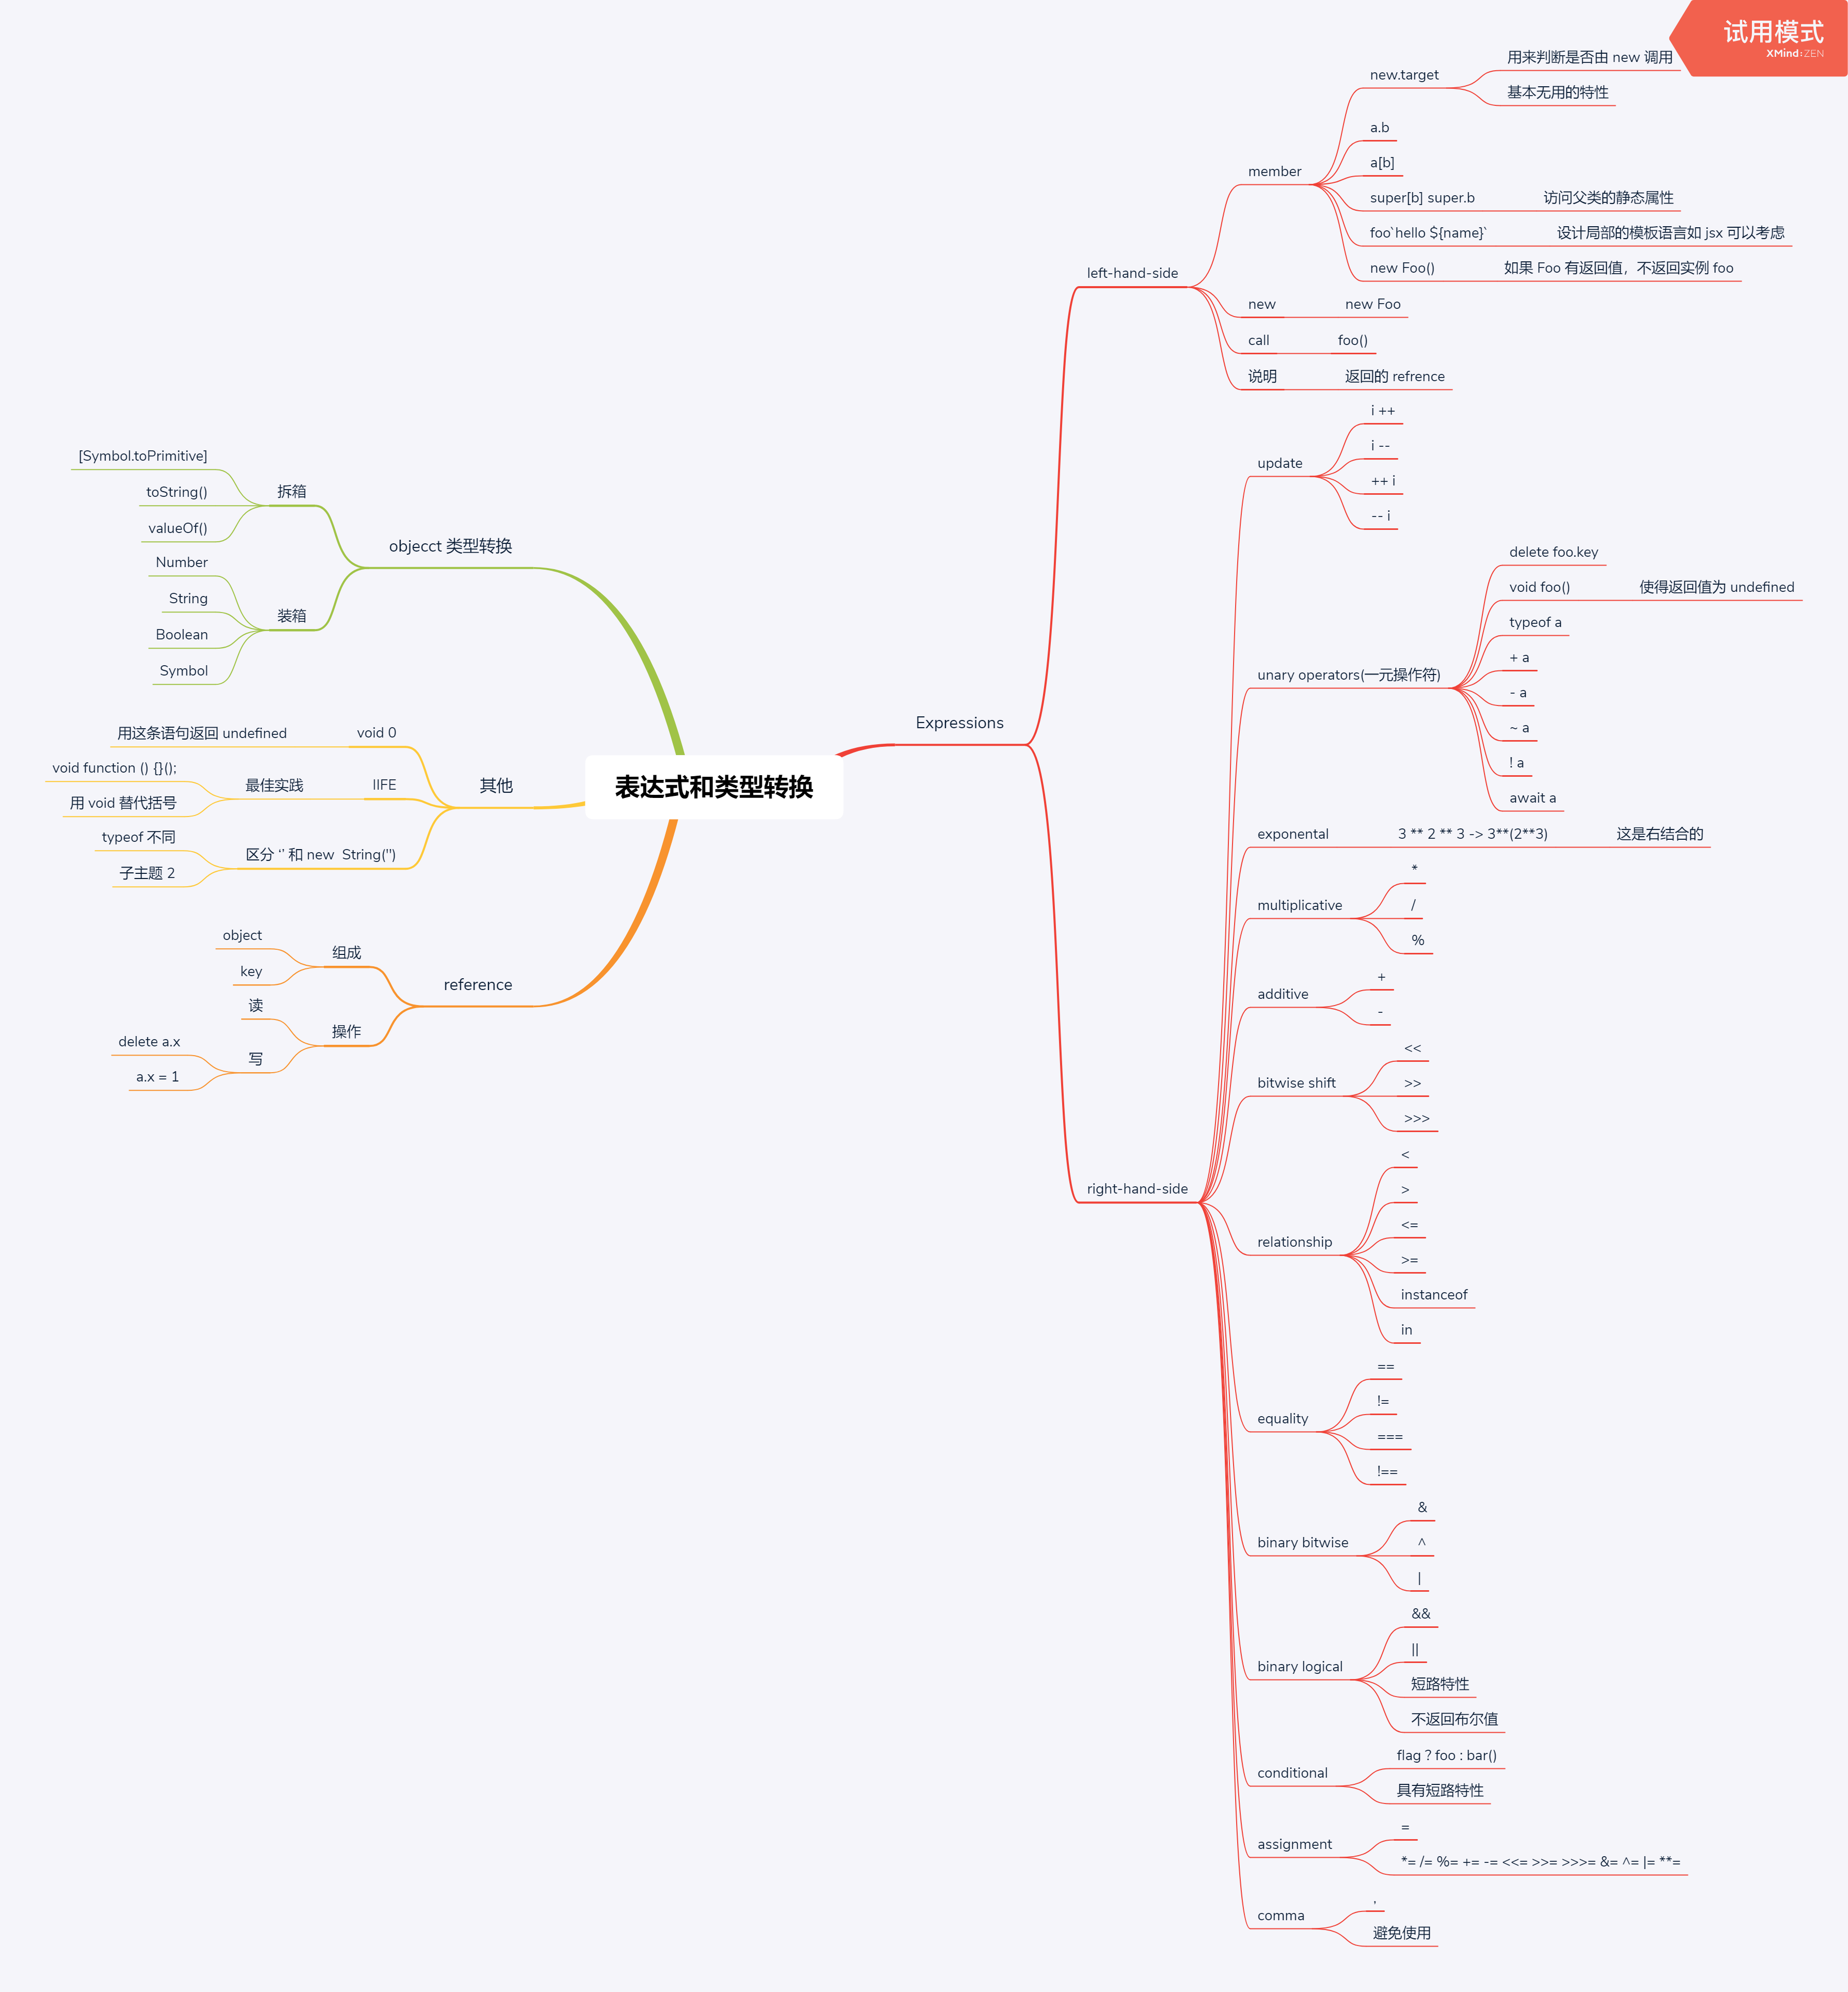 试用模式
XMind:ZEN
表达式和类型转换
Expressions
left-hand-side
member
new.target
用来判断是否由 new 调用
基本无用的特性
a.b
a[b]
super[b] super.b
访问父类的静态属性
foo`hello ${name}`
设计局部的模板语言如 jsx 可以考虑
new Foo()
如果 Foo 有返回值，不返回实例 foo
new
new Foo
call
foo()
说明
返回的 refrence
right-hand-side
update
i ++
i --
++ i
-- i
unary operators(一元操作符)
delete foo.key
void foo()
使得返回值为 undefined
typeof a
+ a
- a
~ a
! a
await a
exponental
3 ** 2 ** 3 -> 3**(2**3)
这是右结合的
multiplicative
*
/
%
additive
+
-
bitwise shift
<<
>>
>>>
relationship
<
>
<=
>=
instanceof
in
equality
==
!=
===
!==
binary bitwise
&
^
|
binary logical
&&
||
短路特性
不返回布尔值
conditional
flag ? foo : bar()
具有短路特性
assignment
=
*= /= %= += -= <<= >>= >>>= &= ^= |= **=
comma
,
避免使用
objecct 类型转换
拆箱
[Symbol.toPrimitive]
toString()
valueOf()
装箱
Number
String
Boolean
Symbol
其他
void 0
用这条语句返回 undefined
IIFE
最佳实践
void function () {}();
用 void 替代括号
区分 ‘’ 和 new  String('')
typeof 不同
子主题 2
reference
组成
object
key
操作
读
写
delete a.x
a.x = 1